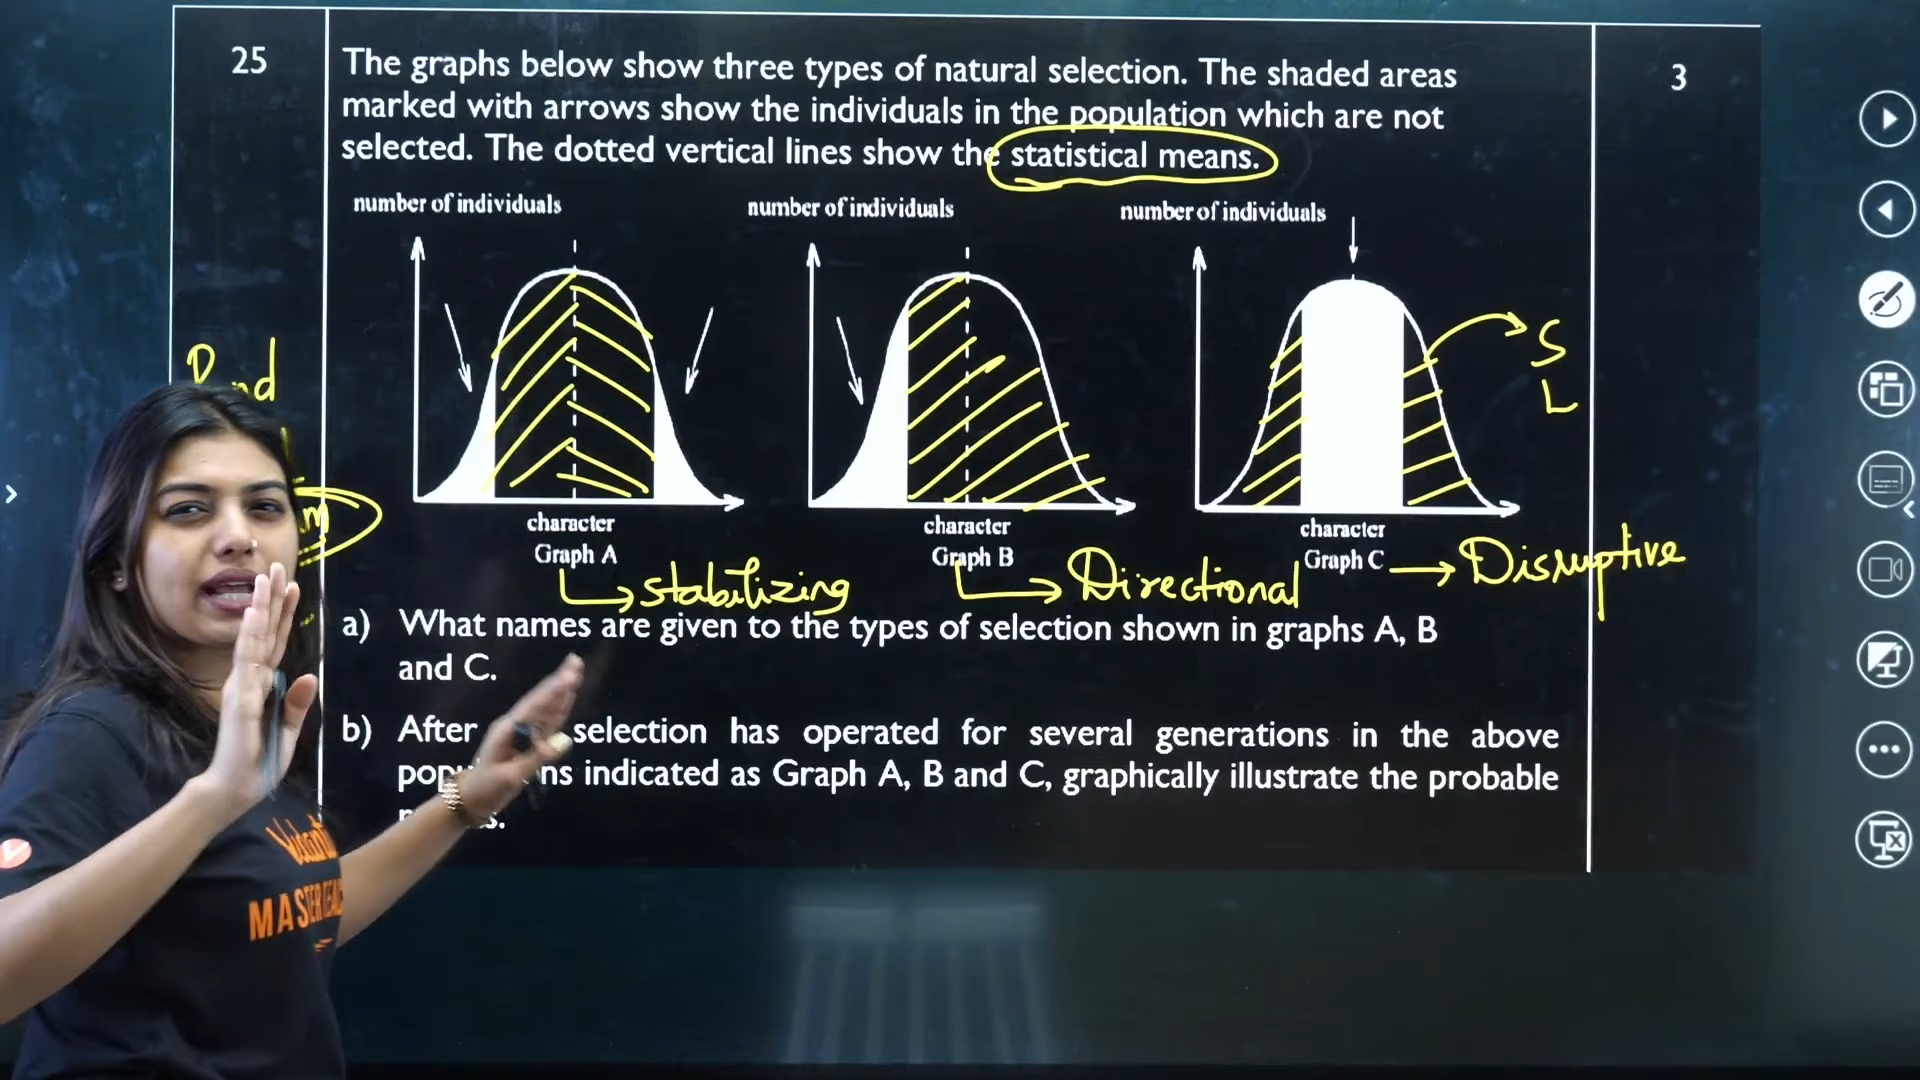 25
The graphs below show three types of natural selection. The shaded areas
marked with arrows show the individuals in the population which are not
selected. The dotted vertical lines show the statistical means.
3
number of individuals
number of individuals
number of individuals
S
L
character
Graph A
character
Graph B
character
Graph C
stabilizing
Directional
Disruptive
a) What names are given to the types of selection shown in graphs A, B
and C.
b) After selection has operated for several generations in the above
indicated as Graph A, B and C, graphically illustrate the probable
MASTER